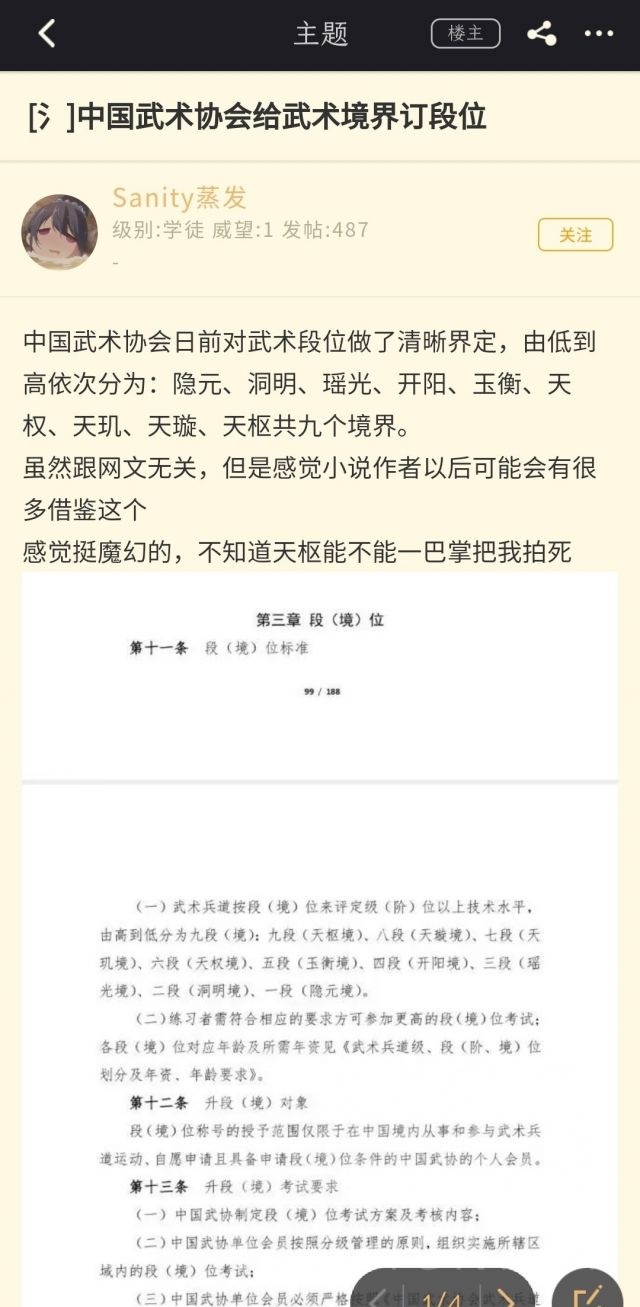 主题
楼主
[氵]中国武术协会给武术境界订段位
Sanity蒸发
级别:学徒 威望:1 发帖:487
-
关注
中国武术协会日前对武术段位做了清晰界定，由低到
高依次分为：隐元、洞明、瑶光、开阳、玉衡、天
权、天玑、天璇、天枢共九个境界。
虽然跟网文无关，但是感觉小说作者以后可能会有很
多借鉴这个
感觉挺魔幻的，不知道天枢能不能一巴掌把我拍死
第三章 段（境）位
第十一条 段（境）位标准
99 / 188
（一）武术兵道按段（境）位来评定级（阶）位以上技术水平，
由高到低分为九段（境）：九段（天枢境）、八段（天璇境）、七段（天
玑境）、六段（天权境）、五段（玉衡境）、四段（开阳境）、三段（瑶
光境）、二段（洞明境）、一段（隐元境）。
（二）练习者需符合相应的要求方可参加更高的段（境）位考试；
各段（境）位对应年龄及所需年资见《武术兵道级、段（阶、境）位
划分及年资、年龄要求》。
第十二条 升段（境）对象
段（境）位称号的授予范围仅限于在中国境内从事和参与武术兵
道运动、自愿申请且具备申请段（境）位条件的中国武协的个人会员。
第十三条 升段（境）考试要求
（一）中国武协制定段（境）位考试方案及考核内容；
（二）中国武协单位会员按照分级管理的原则，组织实施所辖区
域内的段（境）位考试；
（三）中国武协单位会员必须严格按照《中国武术协会武术兵道
1/4